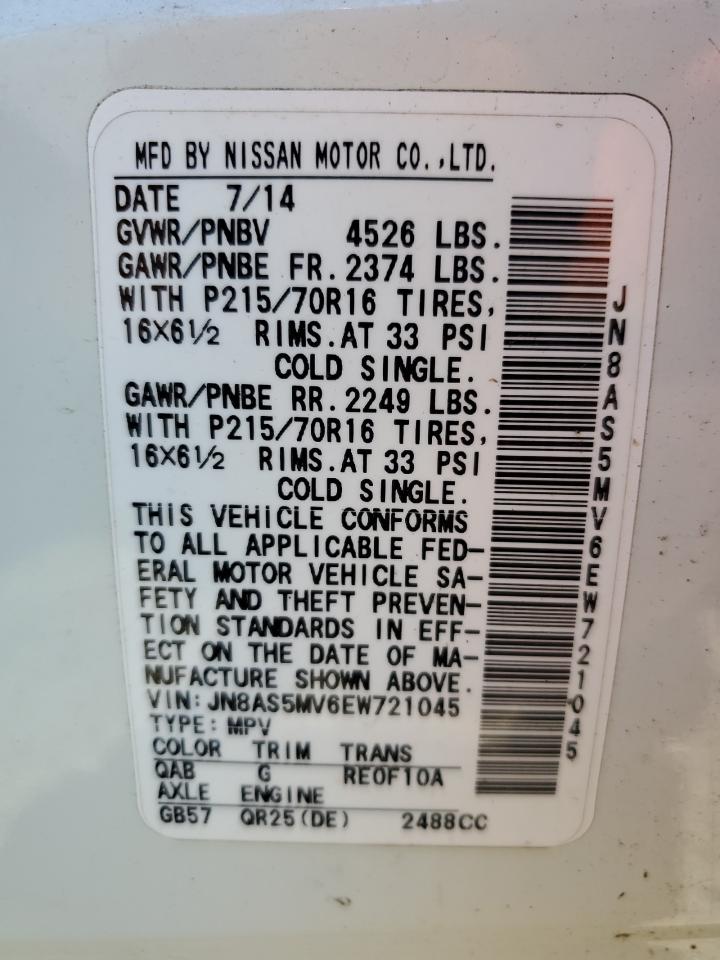 MFD BY NISSAN MOTOR CO.,LTD.
DATE 7/14
GVWR/PNBV 4526 LBS.
GAWR/PNBE FR. 2374 LBS.
WITH P215/70R16 TIRES,
16X6½ RIMS. AT 33 PSI
COLD SINGLE.
GAWR/PNBE RR. 2249 LBS.
WITH P215/70R16 TIRES,
16X6½ RIMS. AT 33 PSI
COLD SINGLE.
THIS VEHICLE CONFORMS
TO ALL APPLICABLE FED-
ERAL MOTOR VEHICLE SA-
FETY AND THEFT PREVEN-
TION STANDARDS IN EFF-
ECT ON THE DATE OF MA-
NUFACTURE SHOWN ABOVE.
VIN: JN8AS5MV6EW721045
TYPE: MPV
COLOR TRIM TRANS
QAB G RE0F10A
AXLE ENGINE
GB57 QR25(DE) 2488CC
JN8AS5MV6EW721045